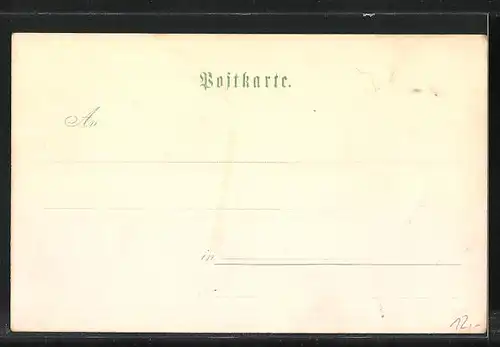 Postkarte.
An
in
12,-